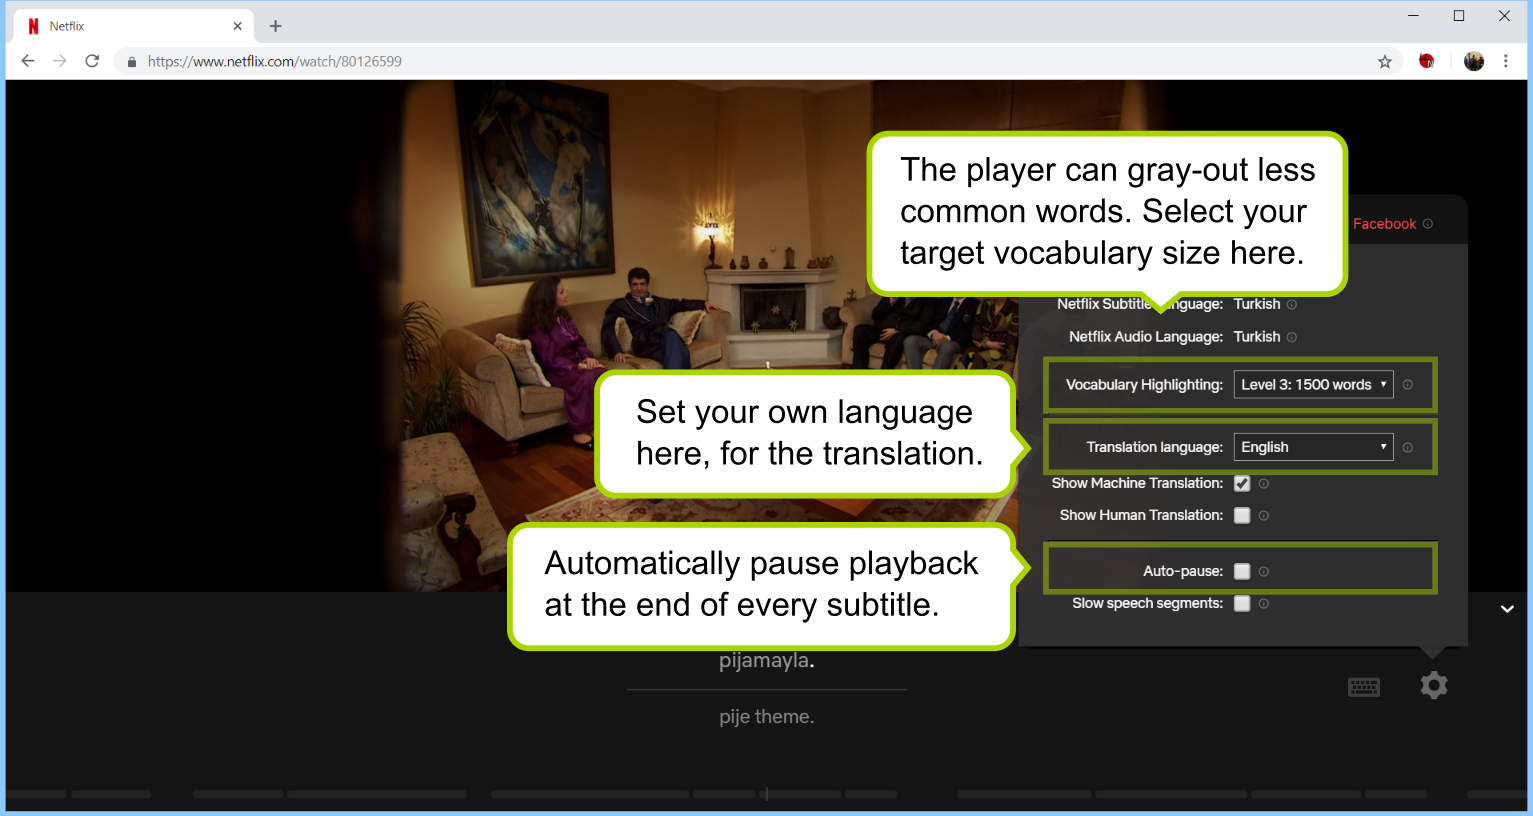 Netflix
https://www.netflix.com/watch/80126599
The player can gray-out less
common words. Select your
target vocabulary size here.
Facebook
Netflix Subtitle Language: Turkish
Netflix Audio Language: Turkish
Vocabulary Highlighting: Level 3: 1500 words
Set your own language
here, for the translation.
Translation language: English
Show Machine Translation:
Show Human Translation:
Automatically pause playback
at the end of every subtitle.
Auto-pause:
Slow speech segments:
pijamayla.
pije theme.